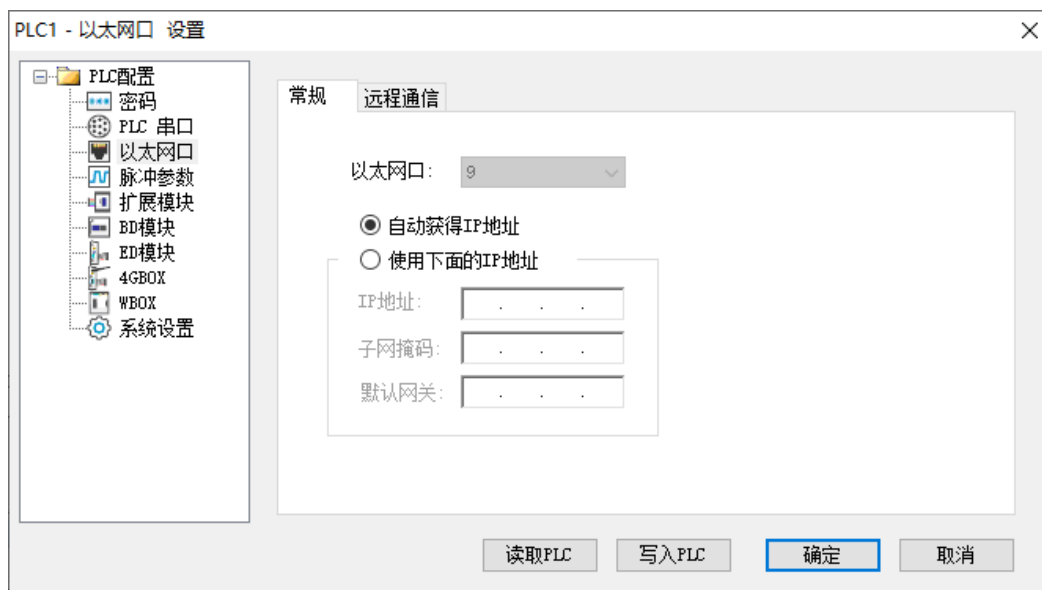 PLC1 - 以太网口 设置
PLC配置
密码
PLC 串口
以太网口
脉冲参数
扩展模块
BD模块
ED模块
4GBOX
WBOX
系统设置
常规
远程通信
以太网口:
9
自动获得IP地址
使用下面的IP地址
IP地址:
子网掩码:
默认网关:
读取PLC
写入PLC
确定
取消